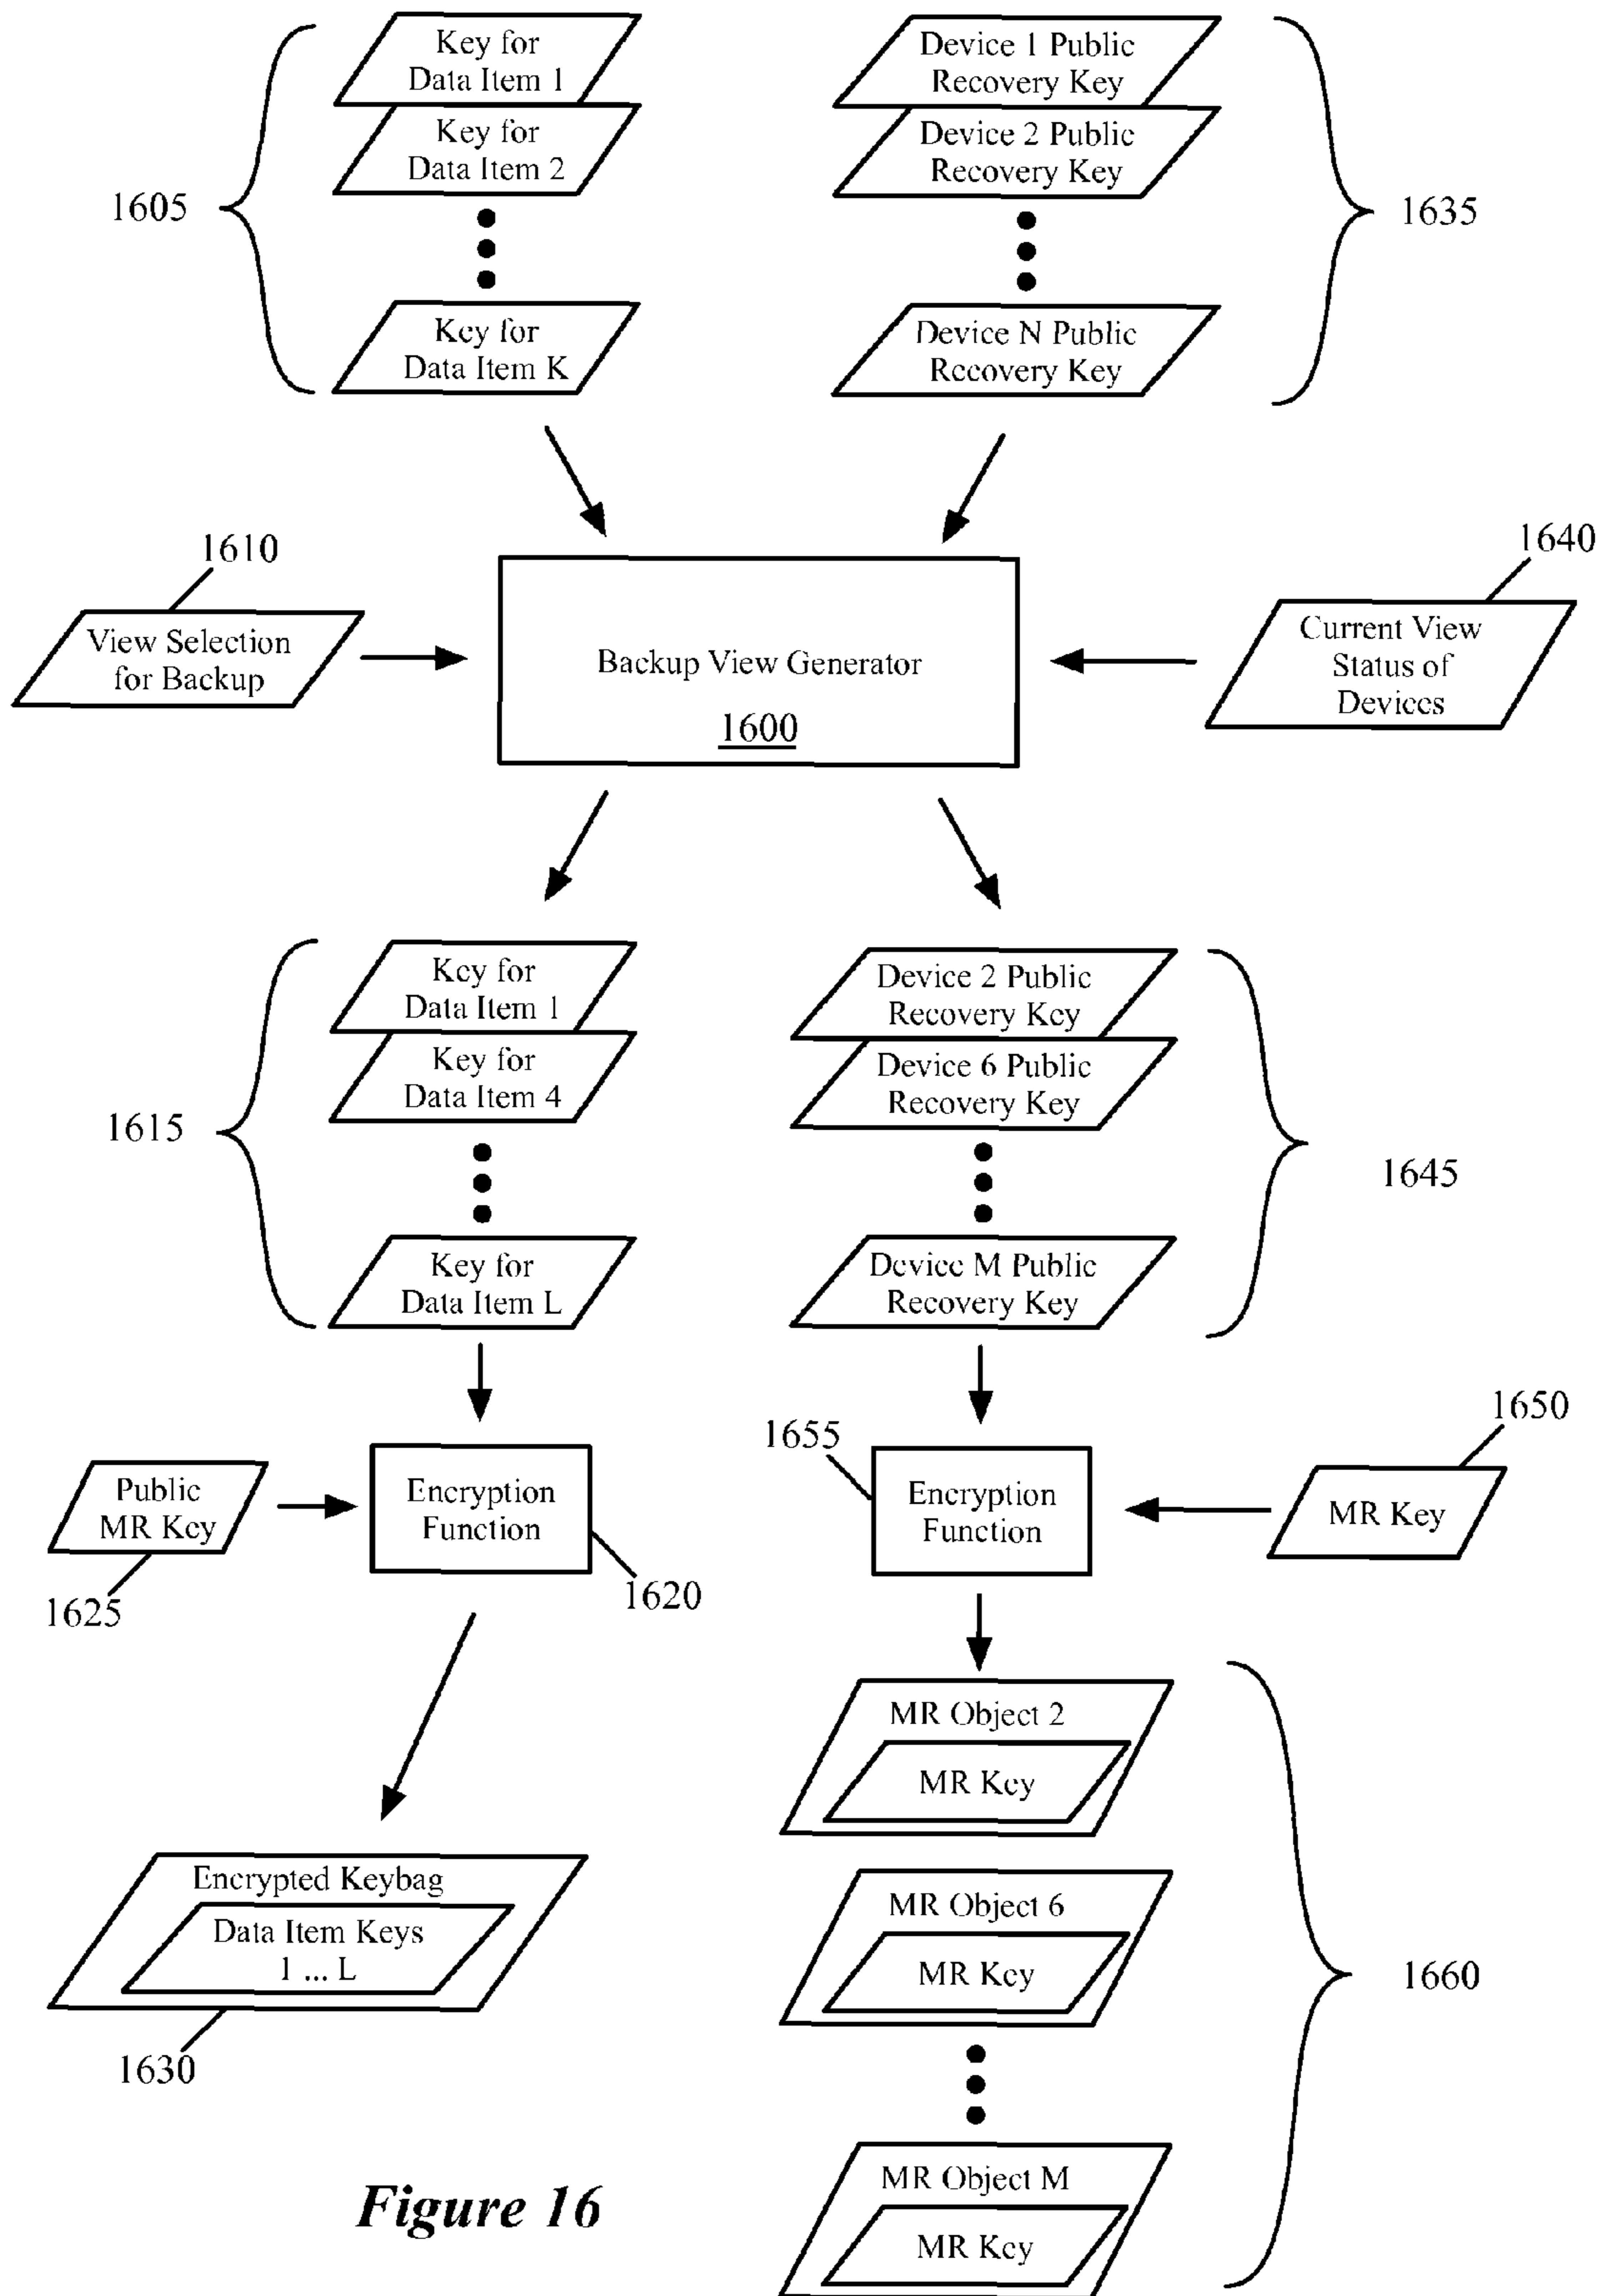 Key for
Data Item 1
Key for
Data Item 2
Key for
Data Item K
1605
Device 1 Public
Recovery Key
Device 2 Public
Recovery Key
Device N Public
Recovery Key
1635
1610
View Selection
for Backup
Backup View Generator
1600
1640
Current View
Status of
Devices
Key for
Data Item 1
Key for
Data Item 4
Key for
Data Item L
1615
Device 2 Public
Recovery Key
Device 6 Public
Recovery Key
Device M Public
Recovery Key
1645
Public
MR Key
1625
Encryption
Function
1620
1655
Encryption
Function
1650
MR Key
Encrypted Keybag
Data Item Keys
1 ... L
1630
MR Object 2
MR Key
MR Object 6
MR Key
MR Object M
MR Key
1660
Figure 16